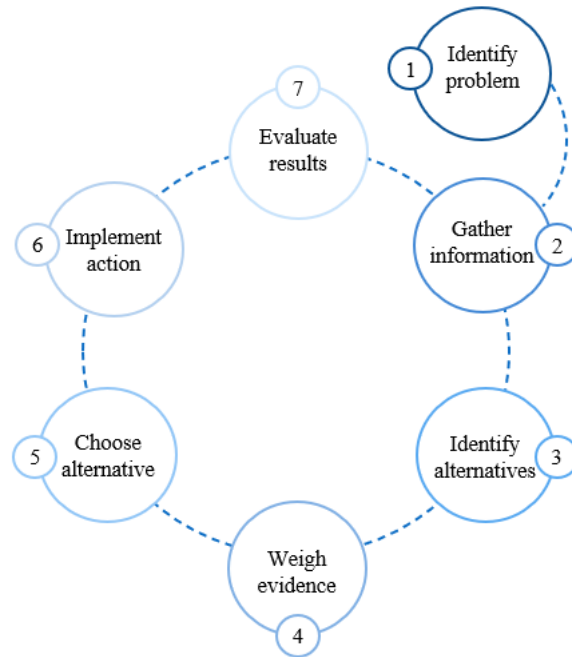 1
Identify
problem
2
Gather
information
3
Identify
alternatives
4
Weigh
evidence
5
Choose
alternative
6
Implement
action
7
Evaluate
results